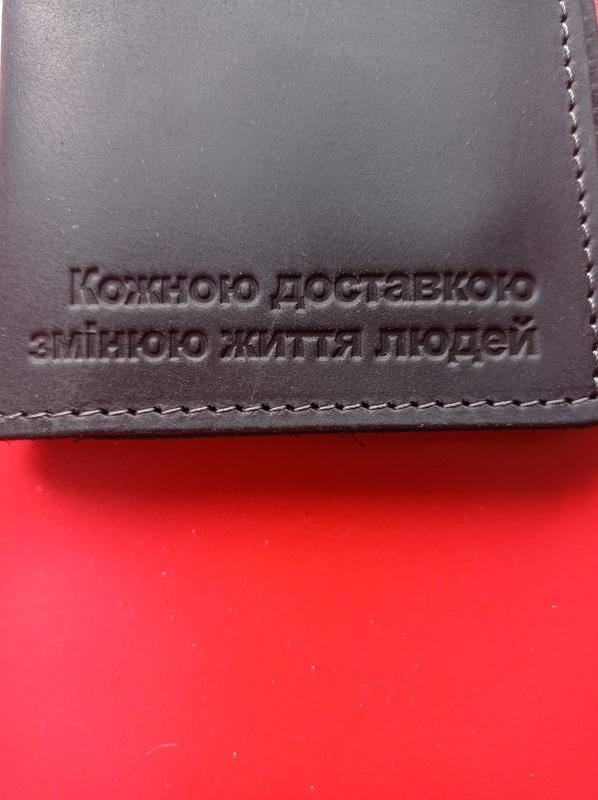 Кожною доставкою
змінюю життя людей